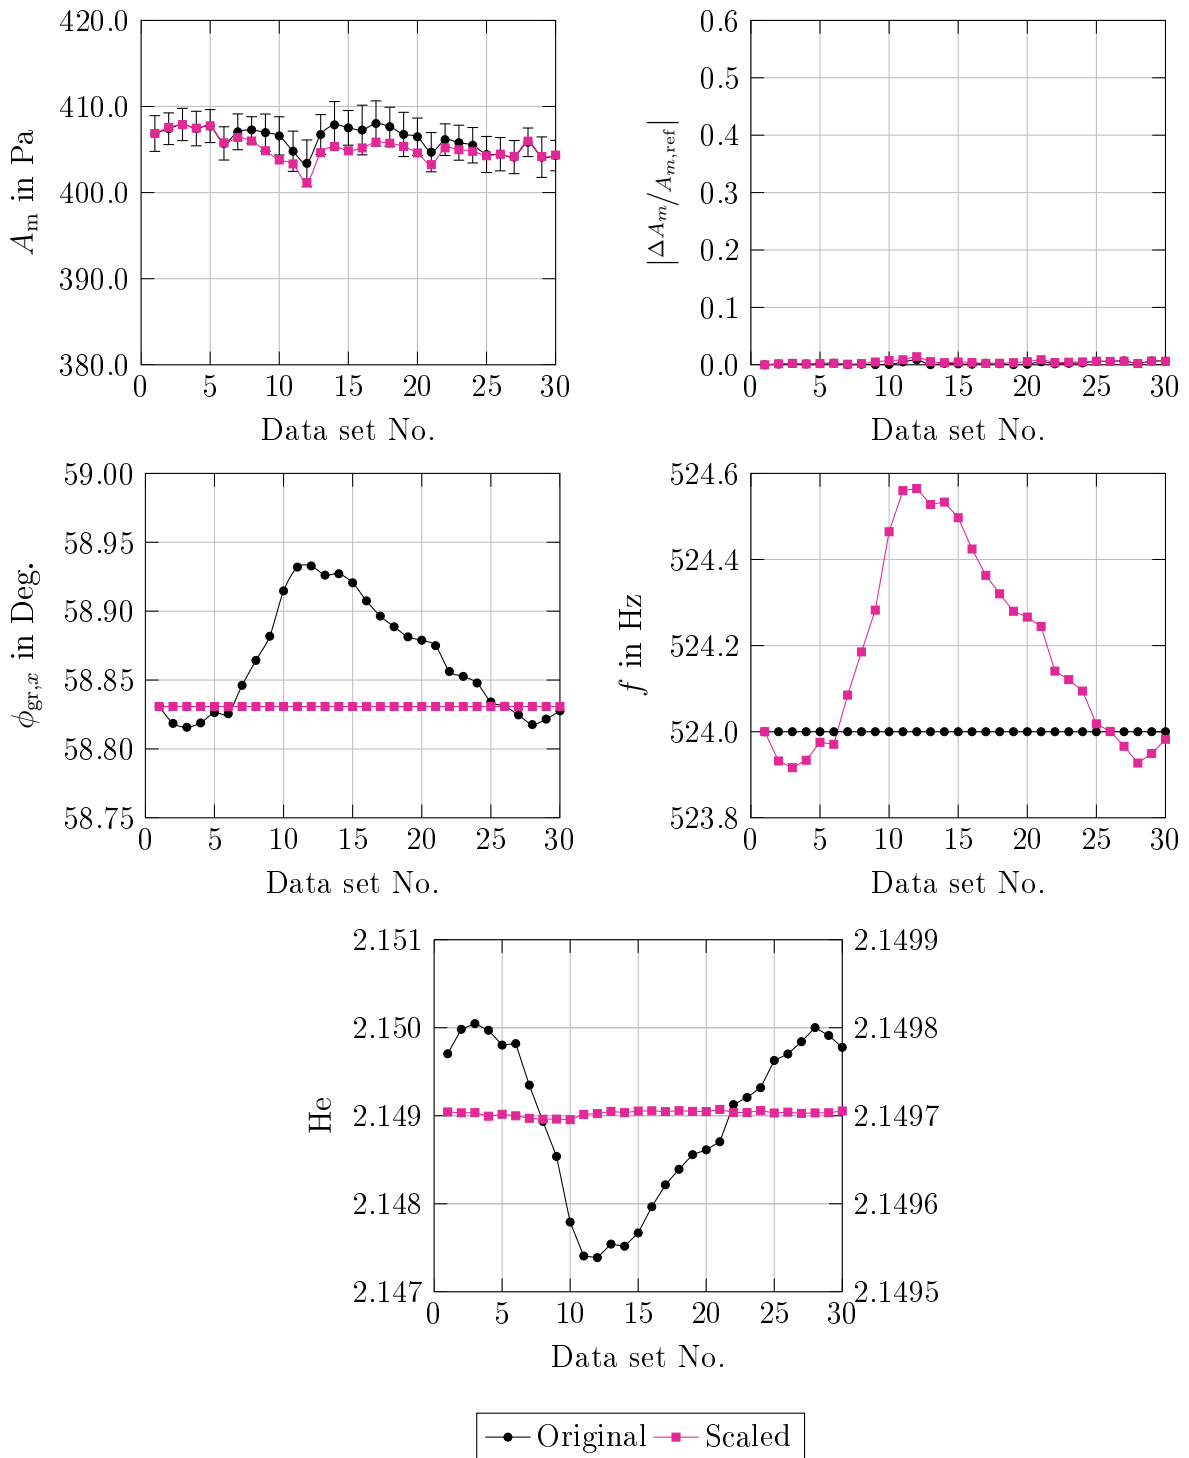 420.0
410.0
400.0
390.0
380.0
A_m in Pa
0 5 10 15 20 25 30
Data set No.
0.6
0.5
0.4
0.3
0.2
0.1
0.0
|ΔA_m/A_{m,ref}|
0 5 10 15 20 25 30
Data set No.
59.00
58.95
58.90
58.85
58.80
58.75
ϕ_{gr,x} in Deg.
0 5 10 15 20 25 30
Data set No.
524.6
524.4
524.2
524.0
523.8
f in Hz
0 5 10 15 20 25 30
Data set No.
2.151 2.1499
2.150 2.1498
2.149 2.1497
2.148 2.1496
2.147 2.1495
He
0 5 10 15 20 25 30
Data set No.
Original Scaled